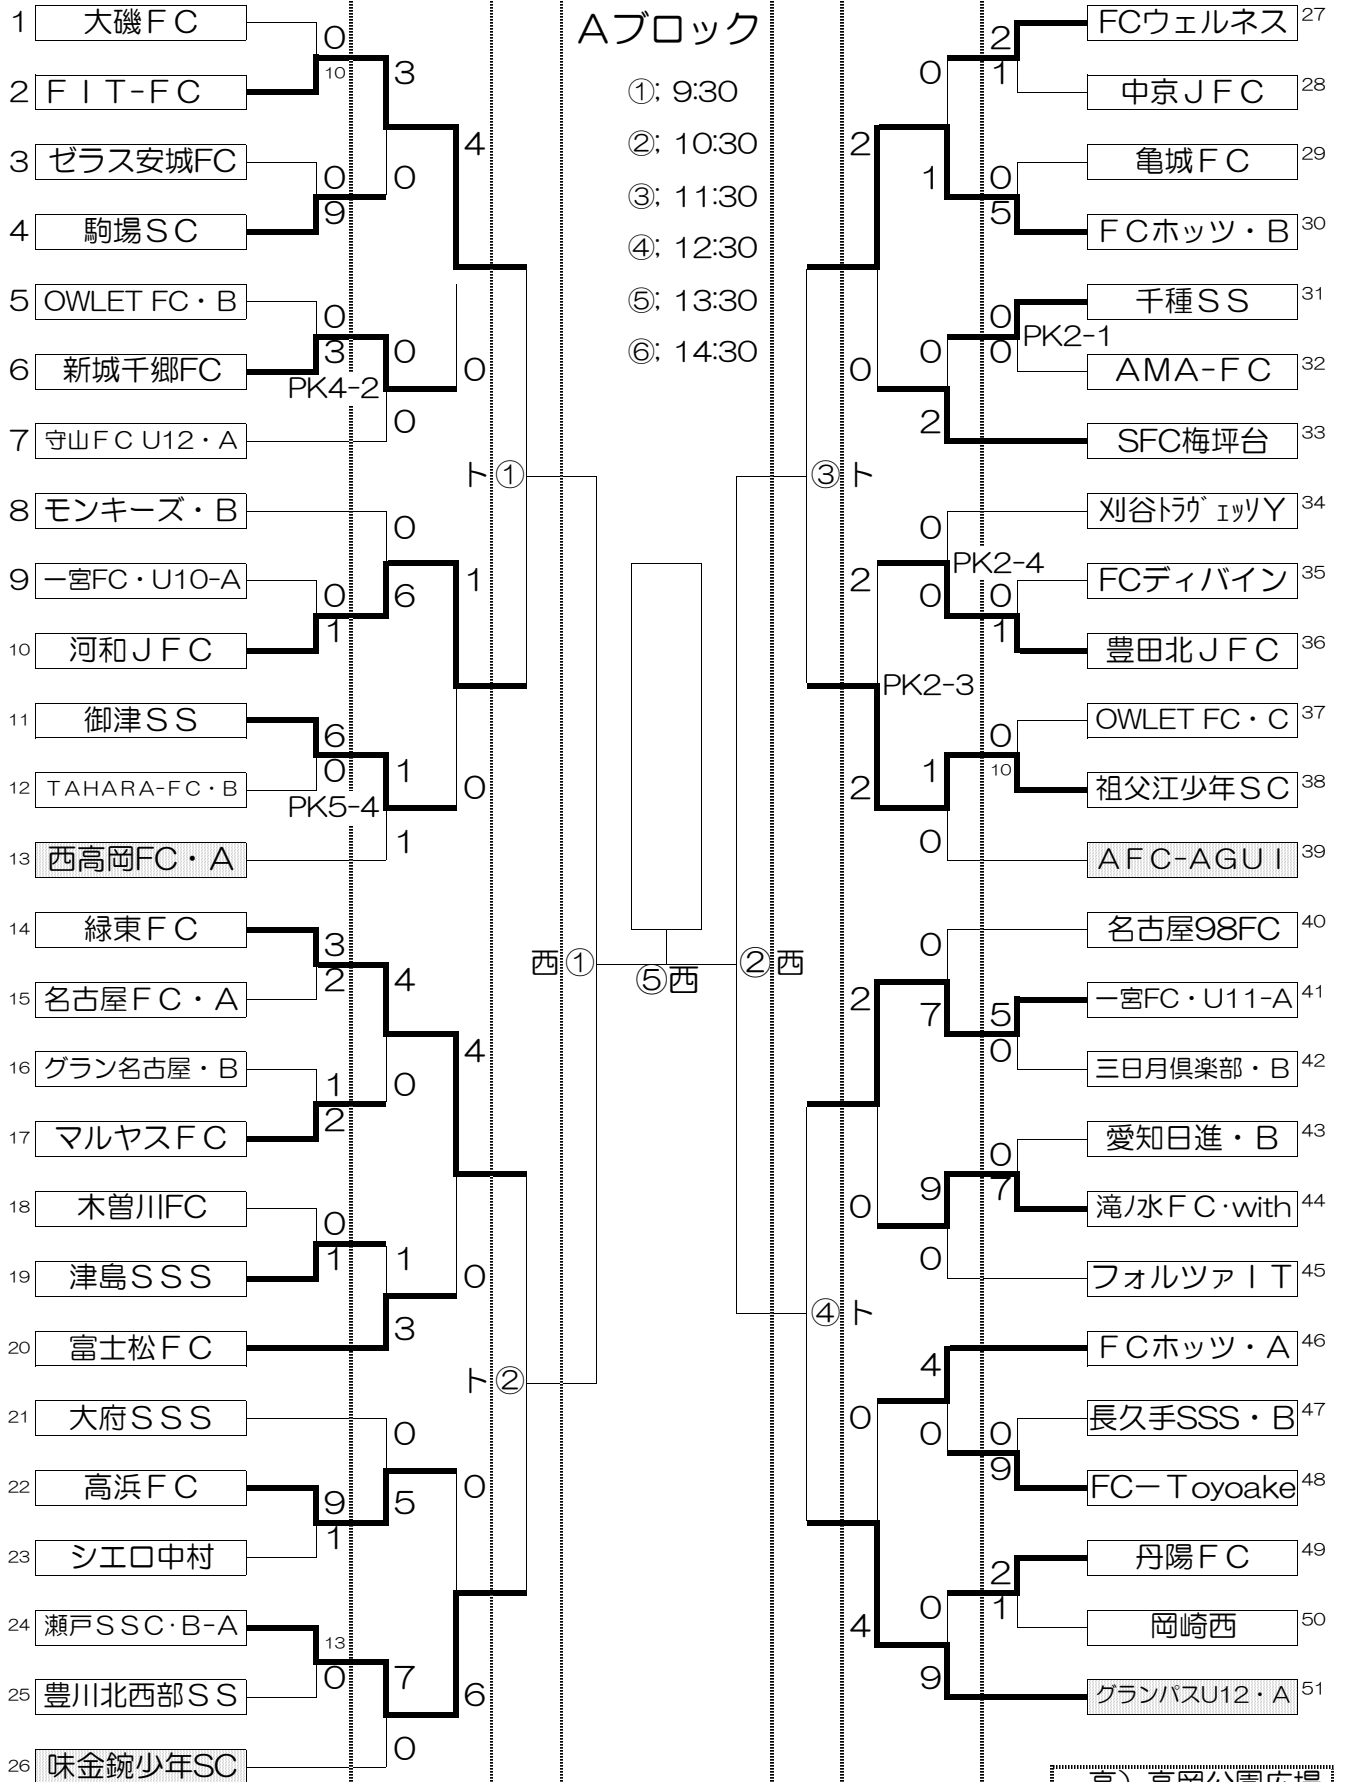 Aブロック
①; 9:30
②; 10:30
③; 11:30
④; 12:30
⑤; 13:30
⑥; 14:30
1 大磯ＦＣ
0
10
2 ＦＩＴ-ＦＣ
3
3 ゼラス安城FC
0
9
0
4 駒場ＳＣ
4
5 OWLET FC・B
0
3
6 新城千郷FC
PK4-2
0
0
7 守山ＦＣ U12・A
0
ト①
8 モンキーズ・B
0
9 一宮FC・U10-A
0
1
6
1
10 河和ＪＦＣ
11 御津ＳＳ
6
0
12 ＴＡＨＡＲＡ-ＦＣ・Ｂ
PK5-4
1
0
13 西高岡FC・A
1
14 緑東ＦＣ
3
2
4
15 名古屋ＦＣ・A
16 グラン名古屋・B
1
2
0
4
17 マルヤスＦＣ
18 木曽川FC
0
1
1
19 津島ＳＳＳ
0
20 富士松ＦＣ
3
ト②
21 大府ＳＳＳ
0
22 高浜ＦＣ
9
1
5
0
23 シエロ中村
24 瀬戸ＳＳＣ･B-A
13
0
7
6
25 豊川北西部ＳＳ
26 味金鋺少年SC
0
西①
⑤西
②西
FCウェルネス 27
2
1
0
中京ＪＦＣ 28
亀城ＦＣ 29
0
5
1
2
ＦＣホッツ・B 30
千種ＳＳ 31
0
0
PK2-1
0
0
AMA-ＦＣ 32
SFC梅坪台 33
2
③ト
刈谷ﾄﾗｳﾞｪｯｿY 34
0
PK2-4
FCディバイン 35
0
1
0
2
豊田北ＪＦＣ 36
PK2-3
OWLET FC・C 37
0
10
1
2
祖父江少年ＳＣ 38
ＡＦＣ-ＡＧＵＩ 39
0
名古屋98FC 40
0
一宮FC・U11-A 41
5
0
7
2
三日月倶楽部・B 42
愛知日進・B 43
0
7
9
0
滝ﾉ水ＦＣ･with 44
フォルツァＩＴ 45
0
④ト
ＦＣホッツ・A 46
4
長久手SSS・B 47
0
9
0
0
FC－Ｔoyoake 48
丹陽ＦＣ 49
2
1
0
4
岡崎西 50
グランパスU12・A 51
9
高）高岡公園広場